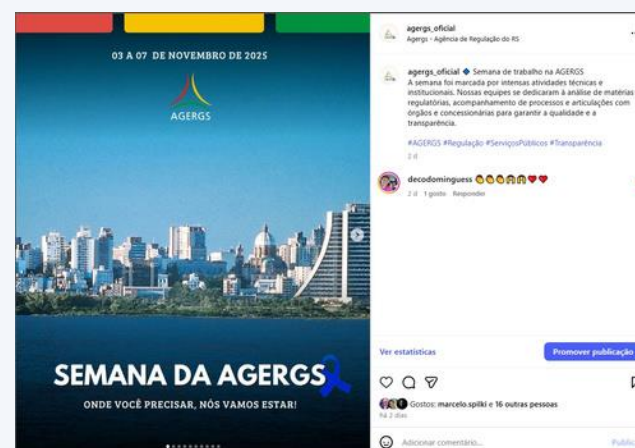 03 A 07 DE NOVEMBRO DE 2025
AGERGS
SEMANA DA AGERGS
ONDE VOCÊ PRECISAR, NÓS VAMOS ESTAR!
agergs_oficial
Agergs - Agência de Regulação do RS
agergs_oficial 🔹 Semana de trabalho na AGERGS
A semana foi marcada por intensas atividades técnicas e
institucionais. Nossas equipes se dedicaram à análise de matérias
regulatórias, acompanhamento de processos e articulações com
órgãos e concessionárias para garantir a qualidade e a
transparência.
#AGERGS #Regulação #ServiçosPúblicos #Transparência
2 d
decodominguess 👏👏👏🙌🙌❤️❤️
2 d 1 gosto Responder
Ver estatísticas
Promover publicação
Gostos: marcelo.spilki e 16 outras pessoas
há 2 dias
Adicionar comentário...